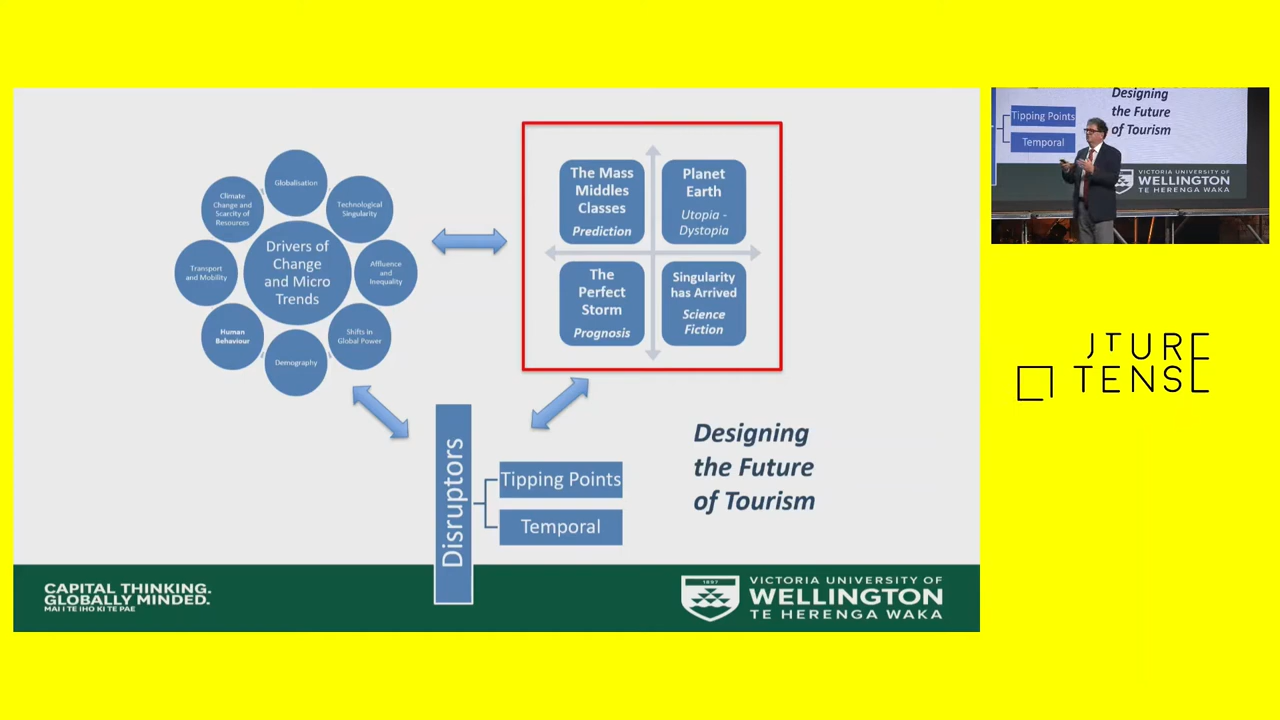 Globalisation
Technological
Singularity
Affluence
and
Inequality
Shifts in
Global Power
Demography
Human
Behaviour
Transport
and Mobility
Climate
Change and
Scarcity of
Resources
Drivers of
Change
and Micro
Trends
The Mass
Middles
Classes
Prediction
Planet
Earth
Utopia -
Dystopia
The
Perfect
Storm
Prognosis
Singularity
has Arrived
Science
Fiction
Disruptors
Tipping Points
Temporal
Designing
the Future
of Tourism
CAPITAL THINKING.
GLOBALLY MINDED.
MAI I TE IHO KI TE PAE
1897
VICTORIA UNIVERSITY OF
WELLINGTON
TE HERENGA WAKA
Designing
the Future
of Tourism
Tipping Points
Temporal
VICTORIA UNIVERSITY OF
WELLINGTON
TE HERENGA WAKA
UTURE
TENSE